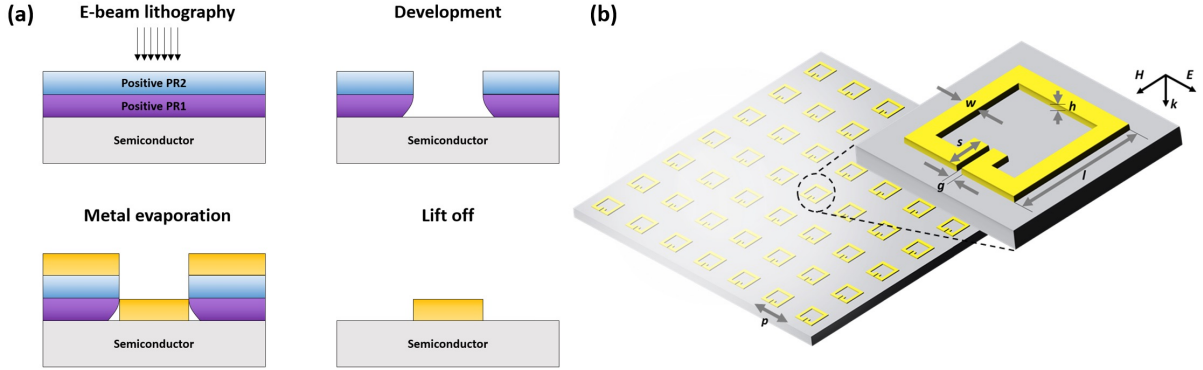 (a)
E-beam lithography
Positive PR2
Positive PR1
Semiconductor
Development
Semiconductor
Metal evaporation
Semiconductor
Lift off
Semiconductor
(b)
H
E
k
w
h
s
g
l
p